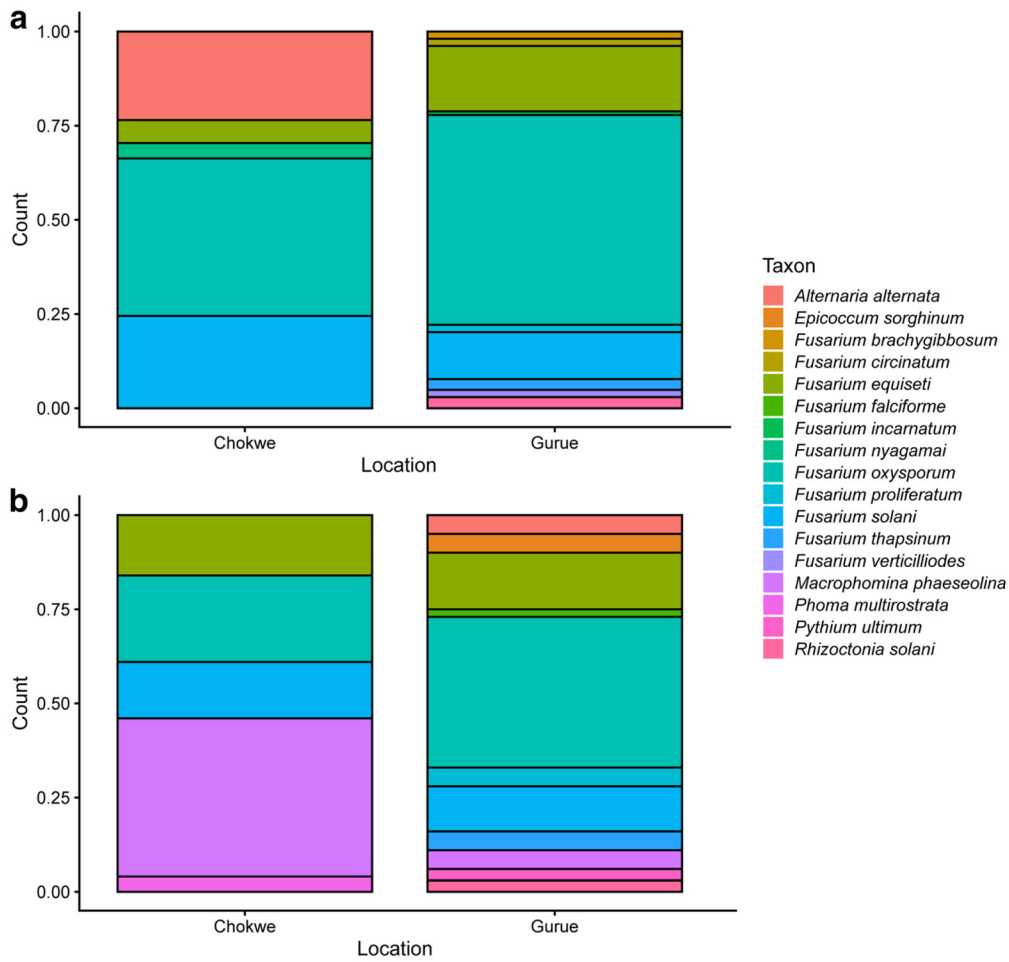 a
1.00
0.75
0.50
0.25
0.00
Count
Chokwe Gurue
Location
b
1.00
0.75
0.50
0.25
0.00
Count
Chokwe Gurue
Location
Taxon
Alternaria alternata
Epicoccum sorghinum
Fusarium brachygibbosum
Fusarium circinatum
Fusarium equiseti
Fusarium falciforme
Fusarium incarnatum
Fusarium nyagamai
Fusarium oxysporum
Fusarium proliferatum
Fusarium solani
Fusarium thapsinum
Fusarium verticilliodes
Macrophomina phaeseolina
Phoma multirostrata
Pythium ultimum
Rhizoctonia solani